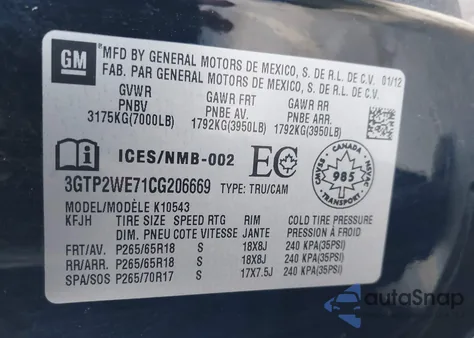 GM
MFD BY GENERAL MOTORS DE MEXICO, S. DE R.L. DE C.V. 01/12
FAB. PAR GENERAL MOTORS DE MEXICO, S. DE R.L. DE C.V.
GVWR GAWR FRT GAWR RR
PNBV PNBE AV. PNBE ARR
3175KG(7000LB) 1792KG(3950LB) 1792KG(3950LB)
ICES/NMB-002 EC
CANADA
CMVSS NSVAC
985
TRANSPORT
3GTP2WE71CG206669 TYPE: TRU/CAM
MODEL/MODÈLE K10543
KFJH TIRE SIZE SPEED RTG RIM COLD TIRE PRESSURE
DIM. PNEU COTE VITESSE JANTE PRESSION À FROID
FRT/AV. P265/65R18 S 18X8J 240 KPA(35PSI)
RR/ARR. P265/65R18 S 18X8J 240 KPA(35PSI)
SPA/SOS P265/70R17 S 17X7.5J 240 KPA(35PSI)
autoSnap